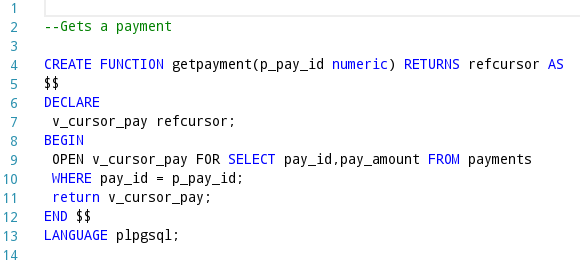 1
2 --Gets a payment
3
4 CREATE FUNCTION getpayment(p_pay_id numeric) RETURNS refcursor AS
5 $$
6 DECLARE
7  v_cursor_pay refcursor;
8 BEGIN
9  OPEN v_cursor_pay FOR SELECT pay_id,pay_amount FROM payments
10  WHERE pay_id = p_pay_id;
11  return v_cursor_pay;
12 END $$
13 LANGUAGE plpgsql;
14